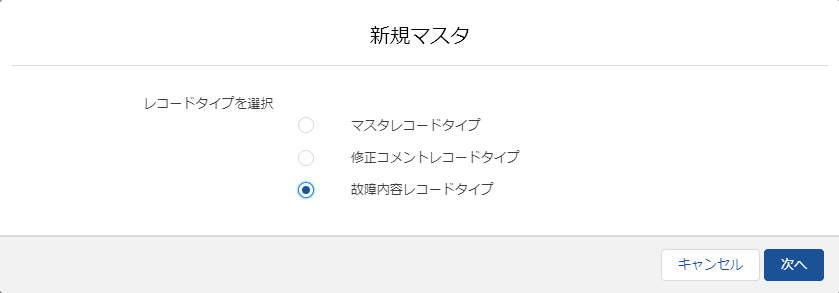 新規マスタ
レコードタイプを選択
マスタレコードタイプ
修正コメントレコードタイプ
故障内容レコードタイプ
キャンセル 次へ